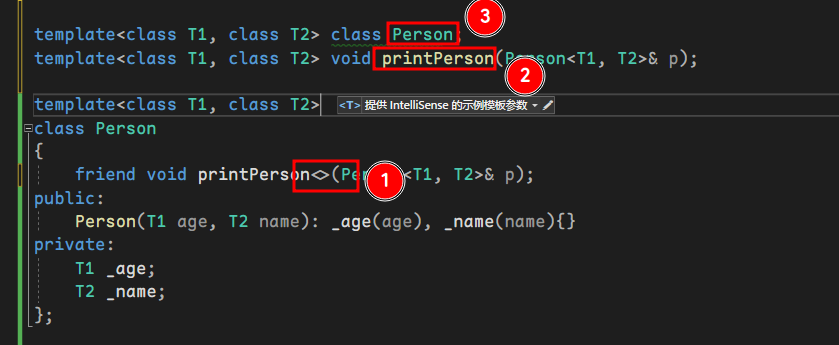 3
template<class T1, class T2> class Person;
template<class T1, class T2> void printPerson(Person<T1, T2>& p);
2
template<class T1, class T2> <T> 提供 IntelliSense 的示例模板参数
class Person
{
friend void printPerson<>(Pe <T1, T2>& p);
1
public:
Person(T1 age, T2 name): _age(age), _name(name){}
private:
T1 _age;
T2 _name;
};